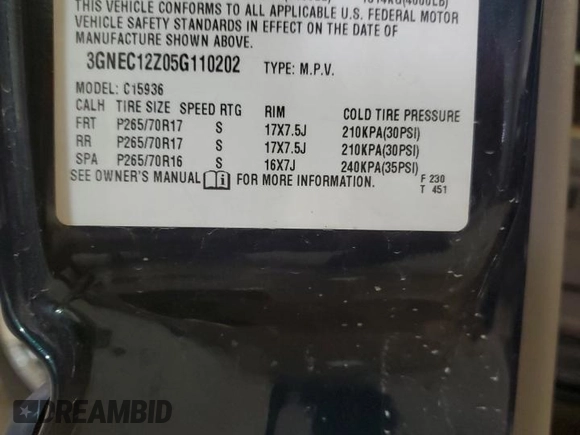 THIS VEHICLE CONFORMS TO ALL APPLICABLE U.S. FEDERAL MOTOR
VEHICLE SAFETY STANDARDS IN EFFECT ON THE DATE OF
MANUFACTURE SHOWN ABOVE.
3GNEC12Z05G110202 TYPE: M.P.V.
MODEL: C15936
CALH TIRE SIZE SPEED RTG RIM COLD TIRE PRESSURE
FRT P265/70R17 S 17X7.5J 210KPA(30PSI)
RR P265/70R17 S 17X7.5J 210KPA(30PSI)
SPA P265/70R16 S 16X7J 240KPA(35PSI)
SEE OWNER'S MANUAL FOR MORE INFORMATION.
F 230
T 451
DREAMBID